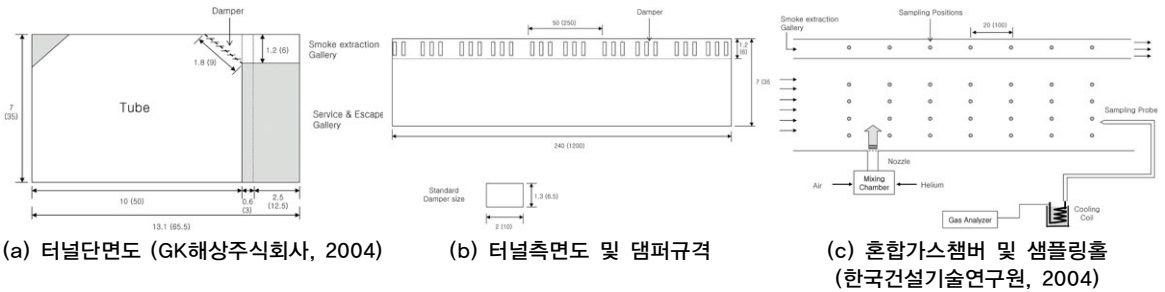 Damper
1.2 (6)
1.8 (9)
Smoke extraction
Gallery
7
(35)
Tube
Service & Escape
Gallery
10 (50)
0.6
(3)
2.5
(12.5)
13.1 (65.5)
(a) 터널단면도 (GK해상주식회사, 2004)
50 (250)
Damper
1.2
(6)
7 (35
240 (1200)
Standard
Damper size
1.3 (6.5)
2 (10)
(b) 터널측면도 및 댐퍼규격
Smoke extraction
Gallery
Sampling Positions
20 (100)
Sampling Probe
Nozzle
Air
Mixing
Chamber
Helium
Gas Analyzer
Cooling
Coil
(c) 혼합가스챔버 및 샘플링홀
(한국건설기술연구원, 2004)